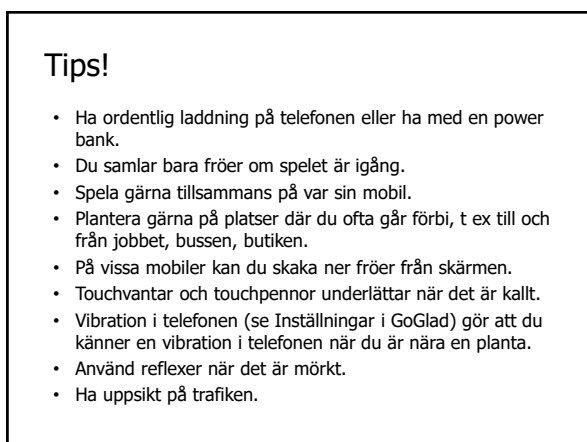 Tips!
• Ha ordentlig laddning på telefonen eller ha med en power
bank.
• Du samlar bara fröer om spelet är igång.
• Spela gärna tillsammans på var sin mobil.
• Plantera gärna på platser där du ofta går förbi, t ex till och
från jobbet, bussen, butiken.
• På vissa mobiler kan du skaka ner fröer från skärmen.
• Touchvantar och touchpennor underlättar när det är kallt.
• Vibration i telefonen (se Inställningar i GoGlad) gör att du
känner en vibration i telefonen när du är nära en planta.
• Använd reflexer när det är mörkt.
• Ha uppsikt på trafiken.